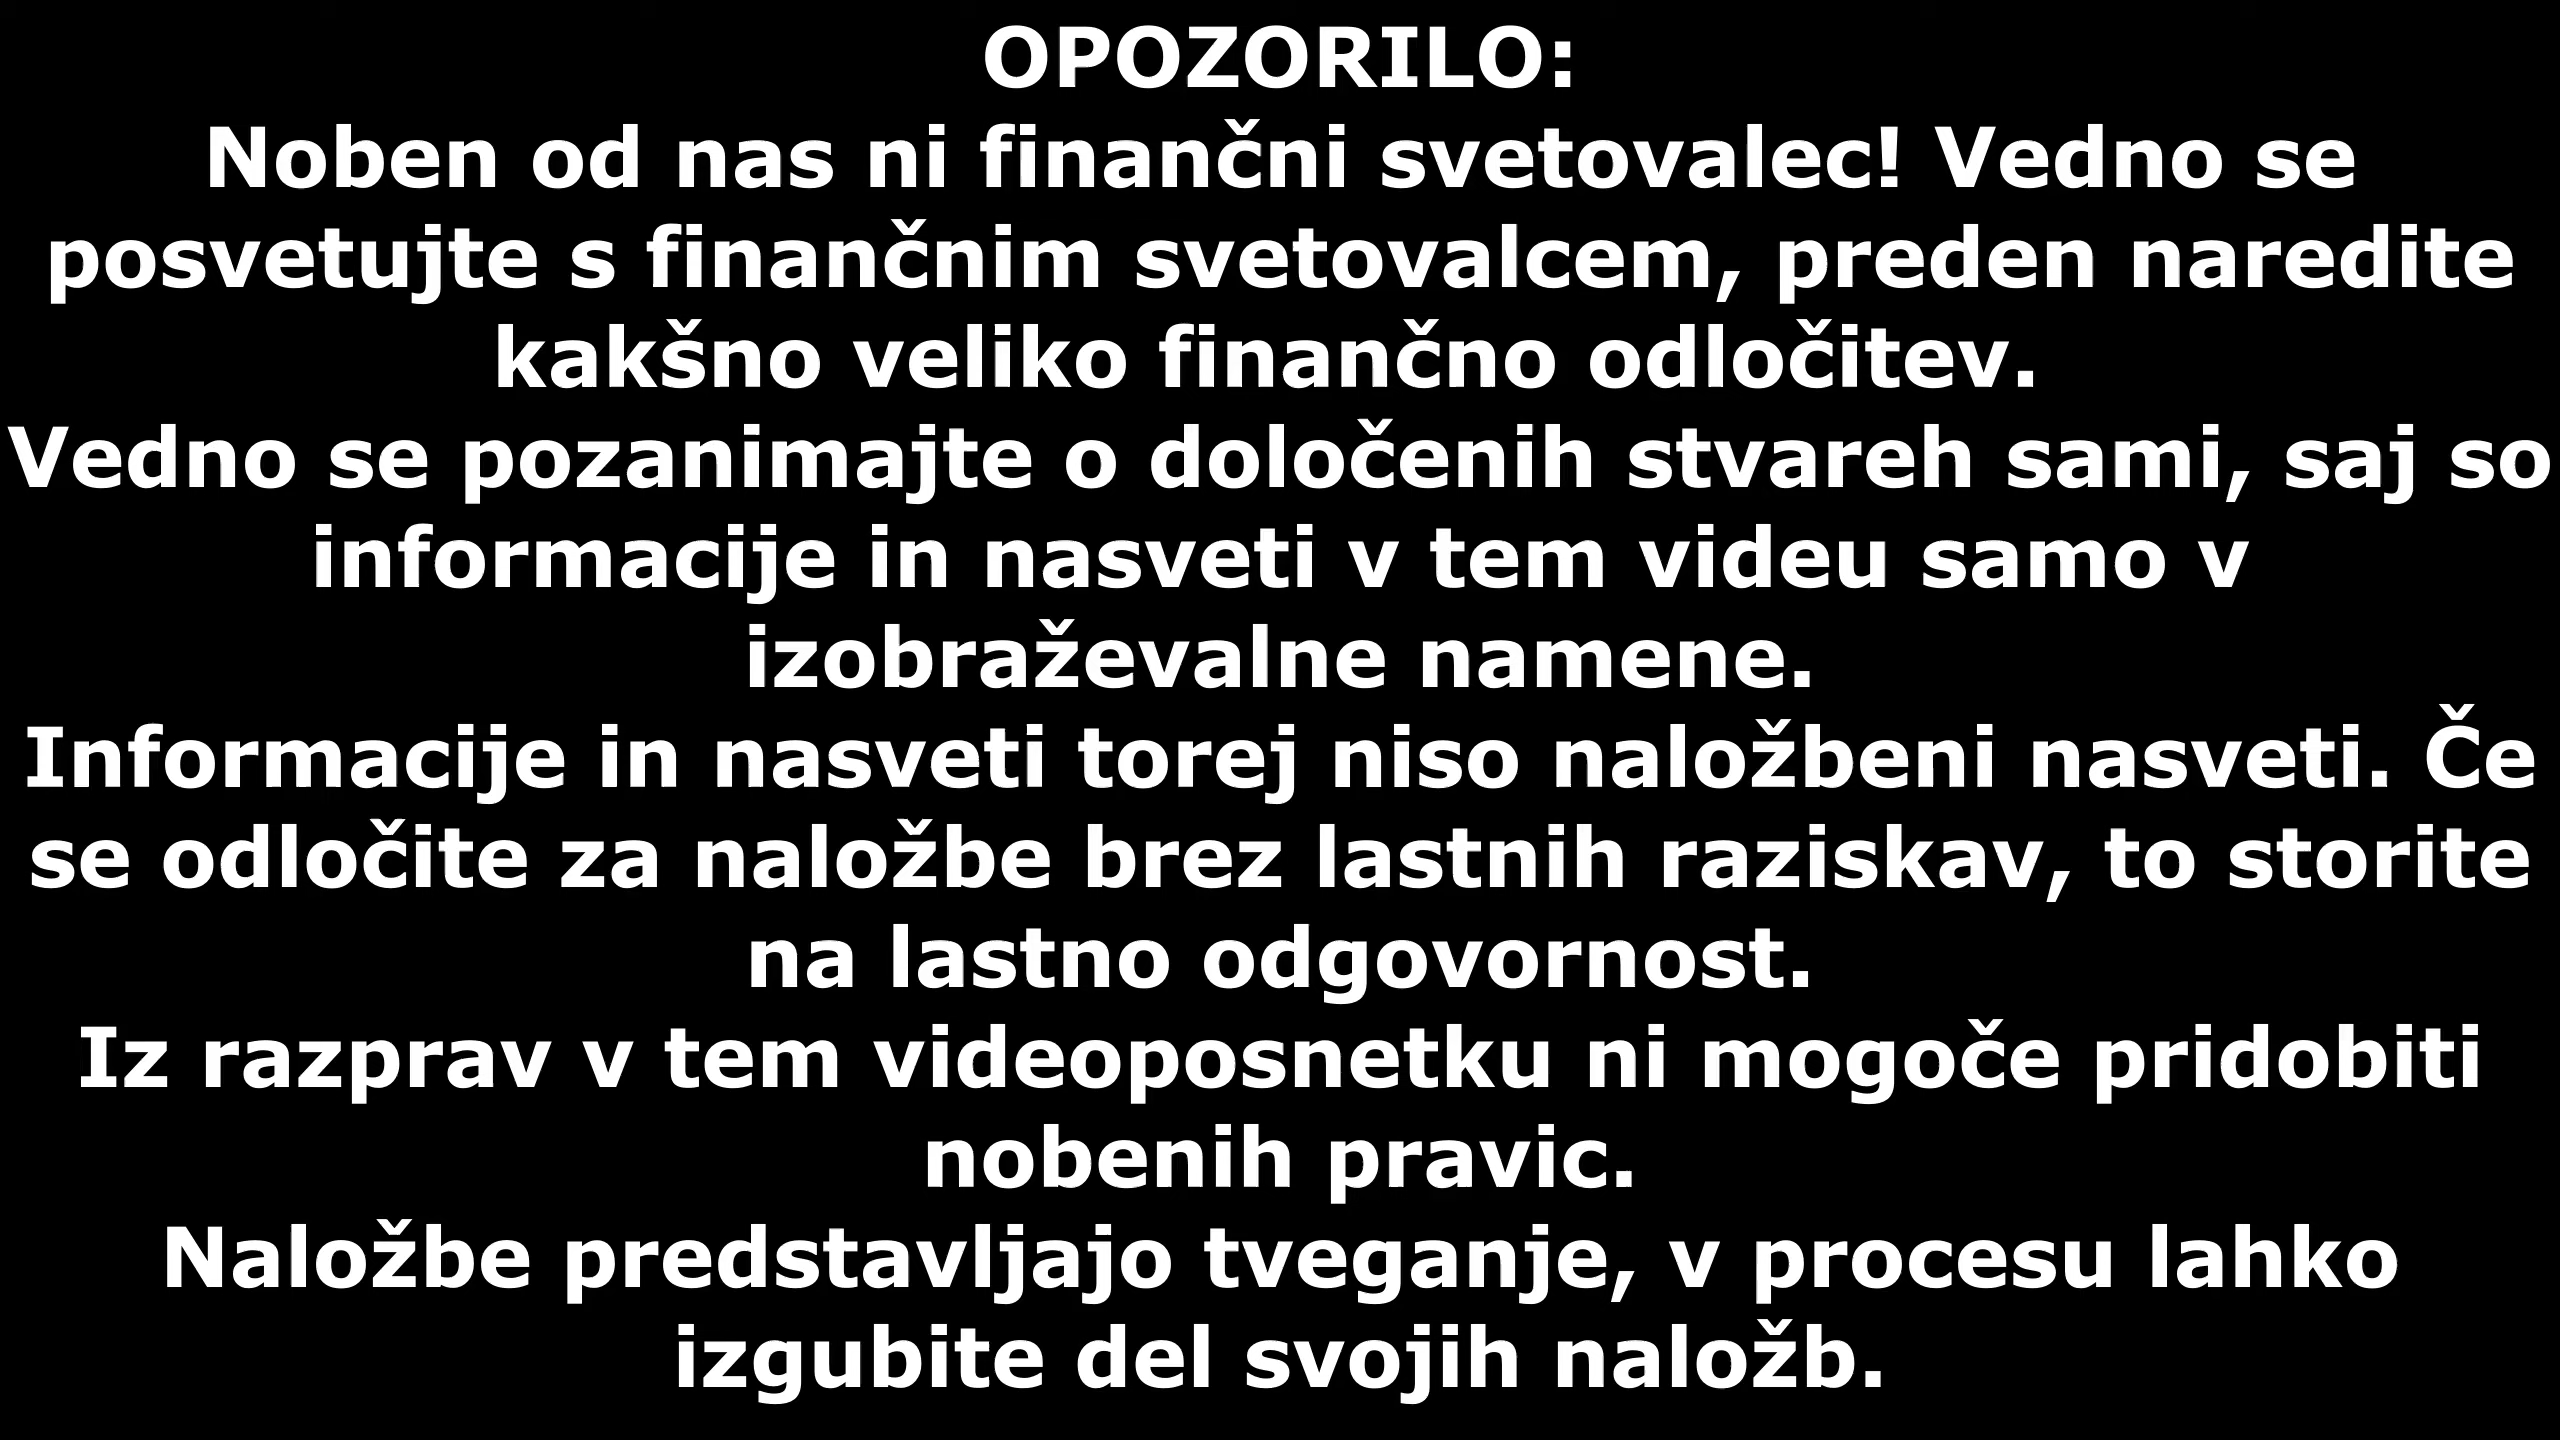 OPOZORILO:
Noben od nas ni finančni svetovalec! Vedno se
posvetujte s finančnim svetovalcem, preden naredite
kakšno veliko finančno odločitev.
Vedno se pozanimajte o določenih stvareh sami, saj so
informacije in nasveti v tem videu samo v
izobraževalne namene.
Informacije in nasveti torej niso naložbeni nasveti. Če
se odločite za naložbe brez lastnih raziskav, to storite
na lastno odgovornost.
Iz razprav v tem videoposnetku ni mogoče pridobiti
nobenih pravic.
Naložbe predstavljajo tveganje, v procesu lahko
izgubite del svojih naložb.